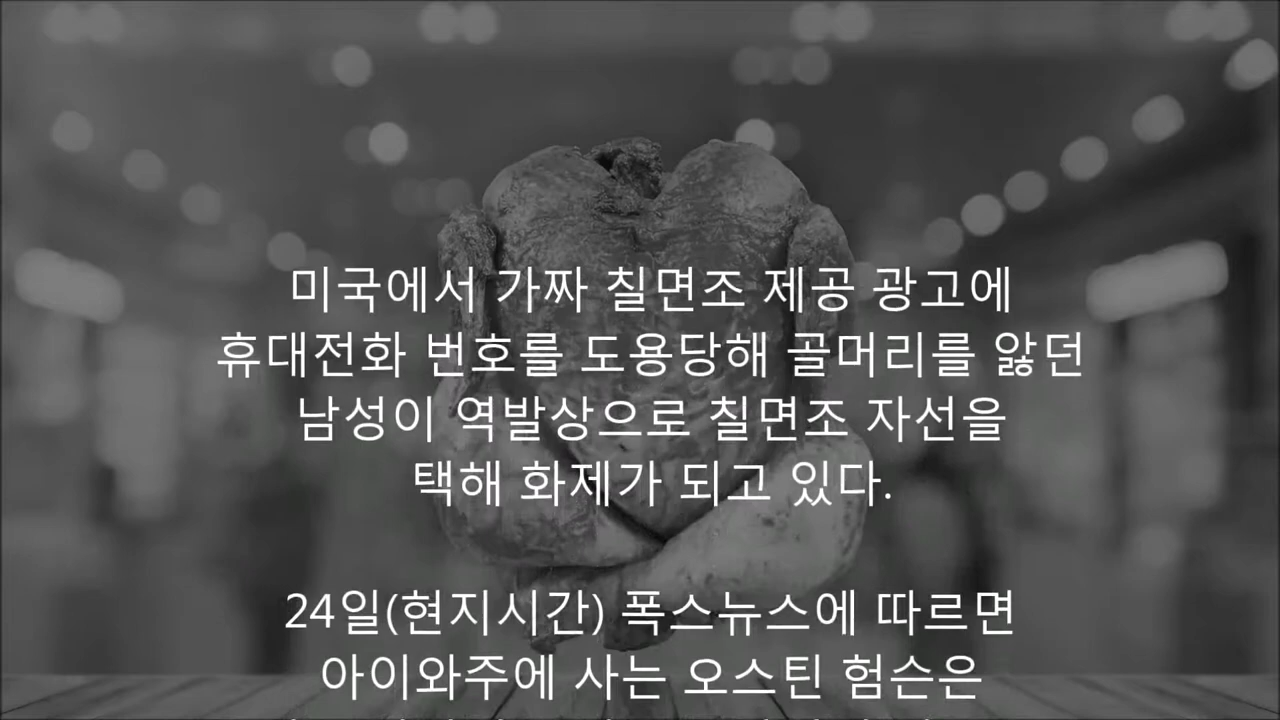 미국에서 가짜 칠면조 제공 광고에
휴대전화 번호를 도용당해 골머리를 앓던
남성이 역발상으로 칠면조 자선을
택해 화제가 되고 있다.
24일(현지시간) 폭스뉴스에 따르면
아이와주에 사는 오스틴 험슨은